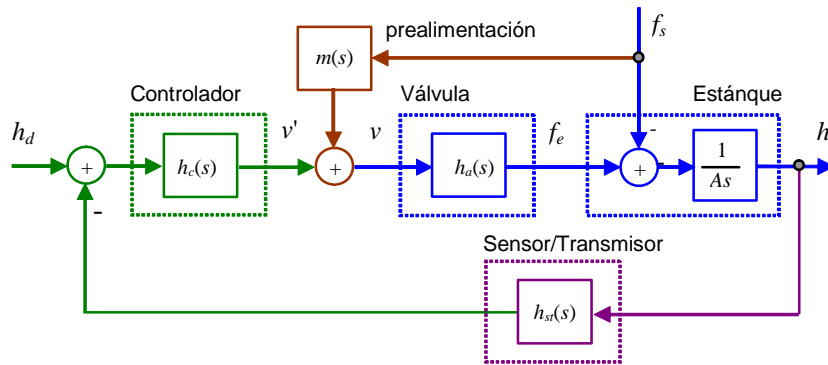 prealimentación
f_s
m(s)
Controlador
Válvula
Estánque
h_d
v'
v
f_e
h
-
+
h_c(s)
+
h_a(s)
-
+
1
As
-
Sensor/Transmisor
h_st(s)